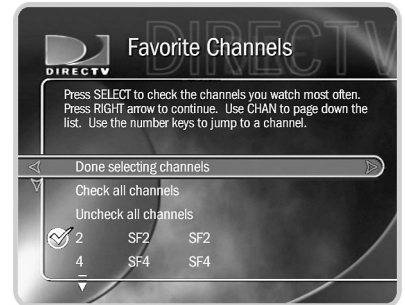 DIRECTV
Favorite Channels
DIRECTV
Press SELECT to check the channels you watch most often.
Press RIGHT arrow to continue. Use CHAN to page down the
list. Use the number keys to jump to a channel.
Done selecting channels
Check all channels
Uncheck all channels
2 SF2 SF2
4 SF4 SF4